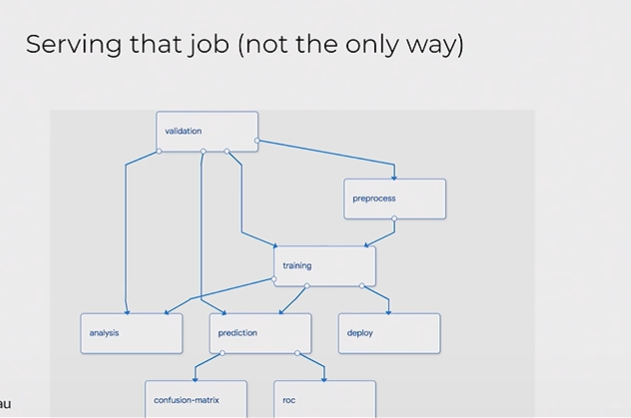 Serving that job (not the only way)
validation
preprocess
training
analysis
prediction
deploy
confusion-matrix
roc
au